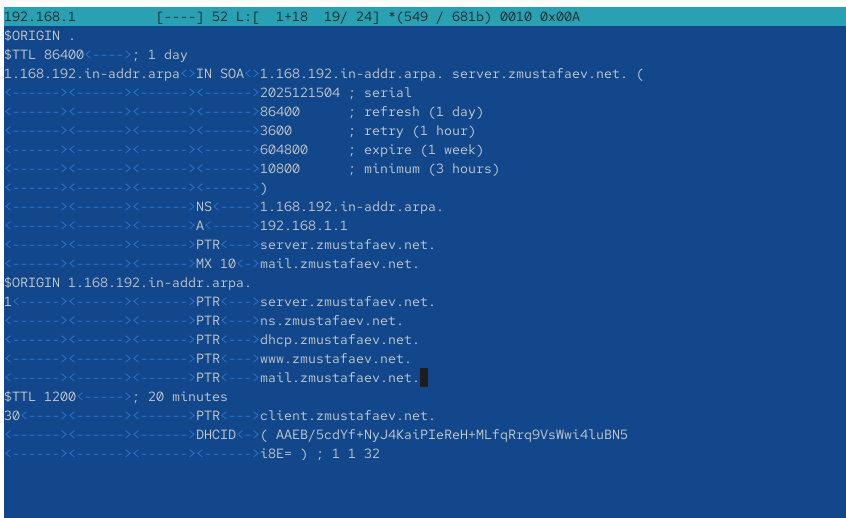 192.168.1 [----] 52 L:[ 1+18 19/ 24] *(549 / 681b) 0010 0x00A
$ORIGIN .
$TTL 86400<---->; 1 day
1.168.192.in-addr.arpa<>IN SOA<>1.168.192.in-addr.arpa. server.zmustafaev.net. (
<------><------><------><------>2025121504 ; serial
<------><------><------><------>86400 ; refresh (1 day)
<------><------><------><------>3600 ; retry (1 hour)
<------><------><------><------>604800 ; expire (1 week)
<------><------><------><------>10800 ; minimum (3 hours)
<------><------><------><------>)
<------><------><------>NS<----->1.168.192.in-addr.arpa.
<------><------><------>A<------>192.168.1.1
<------><------><------>PTR<---->server.zmustafaev.net.
<------><------><------>MX 10<-->mail.zmustafaev.net.
$ORIGIN 1.168.192.in-addr.arpa.
1<------><------><------>PTR<---->server.zmustafaev.net.
<------><------><------>PTR<---->ns.zmustafaev.net.
<------><------><------>PTR<---->dhcp.zmustafaev.net.
<------><------><------>PTR<---->www.zmustafaev.net.
<------><------><------>PTR<---->mail.zmustafaev.net.
$TTL 1200<----->; 20 minutes
30<----><------><------>PTR<---->client.zmustafaev.net.
<------><------><------>DHCID<-->( AAEB/5cdYf+NyJ4KaiPIeReH+MLfqRrq9VsWwi4luBN5
<------><------><------><------>i8E= ) ; 1 1 32